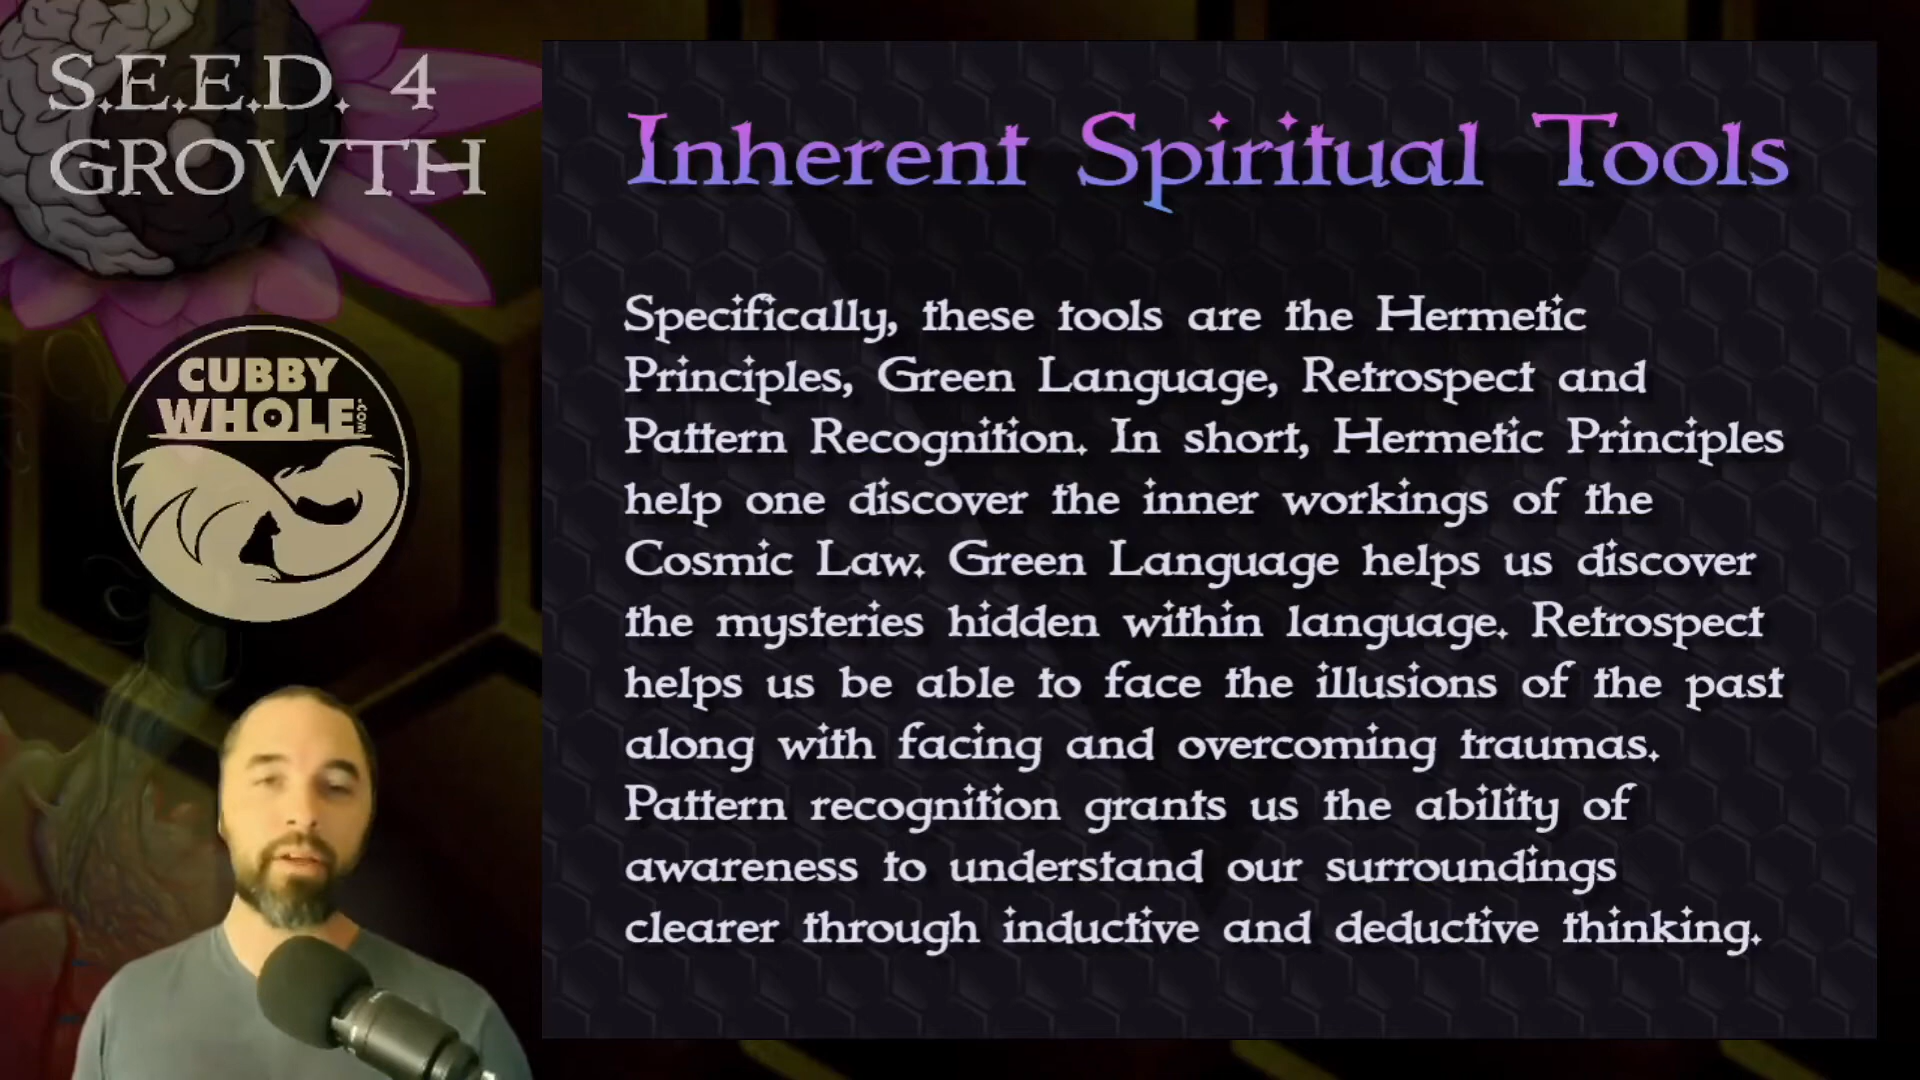 S.E.E.D. 4
GROWTH
CUBBY
WHOLE.COM
Inherent Spiritual Tools
Specifically, these tools are the Hermetic
Principles, Green Language, Retrospect and
Pattern Recognition. In short, Hermetic Principles
help one discover the inner workings of the
Cosmic Law. Green Language helps us discover
the mysteries hidden within language. Retrospect
helps us be able to face the illusions of the past
along with facing and overcoming traumas.
Pattern recognition grants us the ability of
awareness to understand our surroundings
clearer through inductive and deductive thinking.